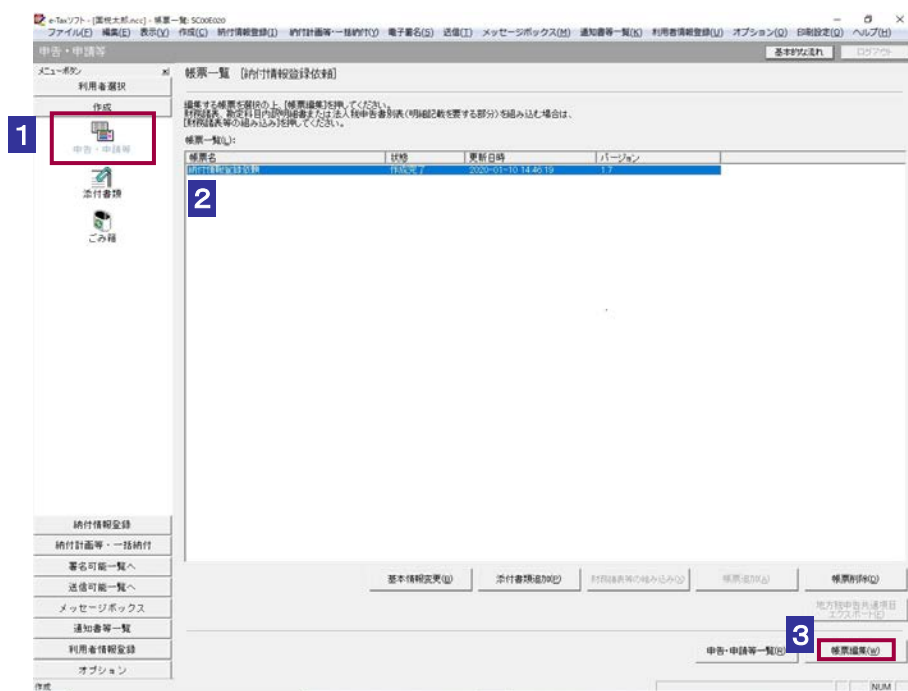 e-Taxソフト - [国税太郎.ncc] - 帳票一覧: SC00E020
ファイル(F) 編集(E) 表示(V) 作成(C) 納付情報登録(I) 納付計画等・一括納付(Y) 電子署名(S) 送信(T) メッセージボックス(M) 通知書等一覧(K) 利用者情報登録(U) オプション(O) 印刷設定(Q) ヘルプ(H)
申告・申請等 基本的な流れ ログアウト
メニューボタン x
利用者選択
作成
1
申告・申請等
添付書類
ごみ箱
納付情報登録
納付計画等・一括納付
署名可能一覧へ
送信可能一覧へ
メッセージボックス
通知書等一覧
利用者情報登録
オプション
帳票一覧 [納付情報登録依頼]
編集する帳票を選択の上、[帳票編集]を押してください。
財務諸表、勘定科目内訳明細書または法人税申告書別表(明細記載を要する部分)を組み込む場合は、
[財務諸表等の組み込み]を押してください。
帳票一覧(L):
帳票名 状態 更新日時 バージョン
納付情報登録依頼 作成完了 2020-01-10 14:46:19 1.7
2
基本情報変更(B) 添付書類追加(P) 財務諸表等の組み込み(X) 帳票追加(A) 帳票削除(D)
地方税申告共通項目
エクスポート(E)
3
申告・申請等一覧(R) 帳票編集(W)
作成 NUM